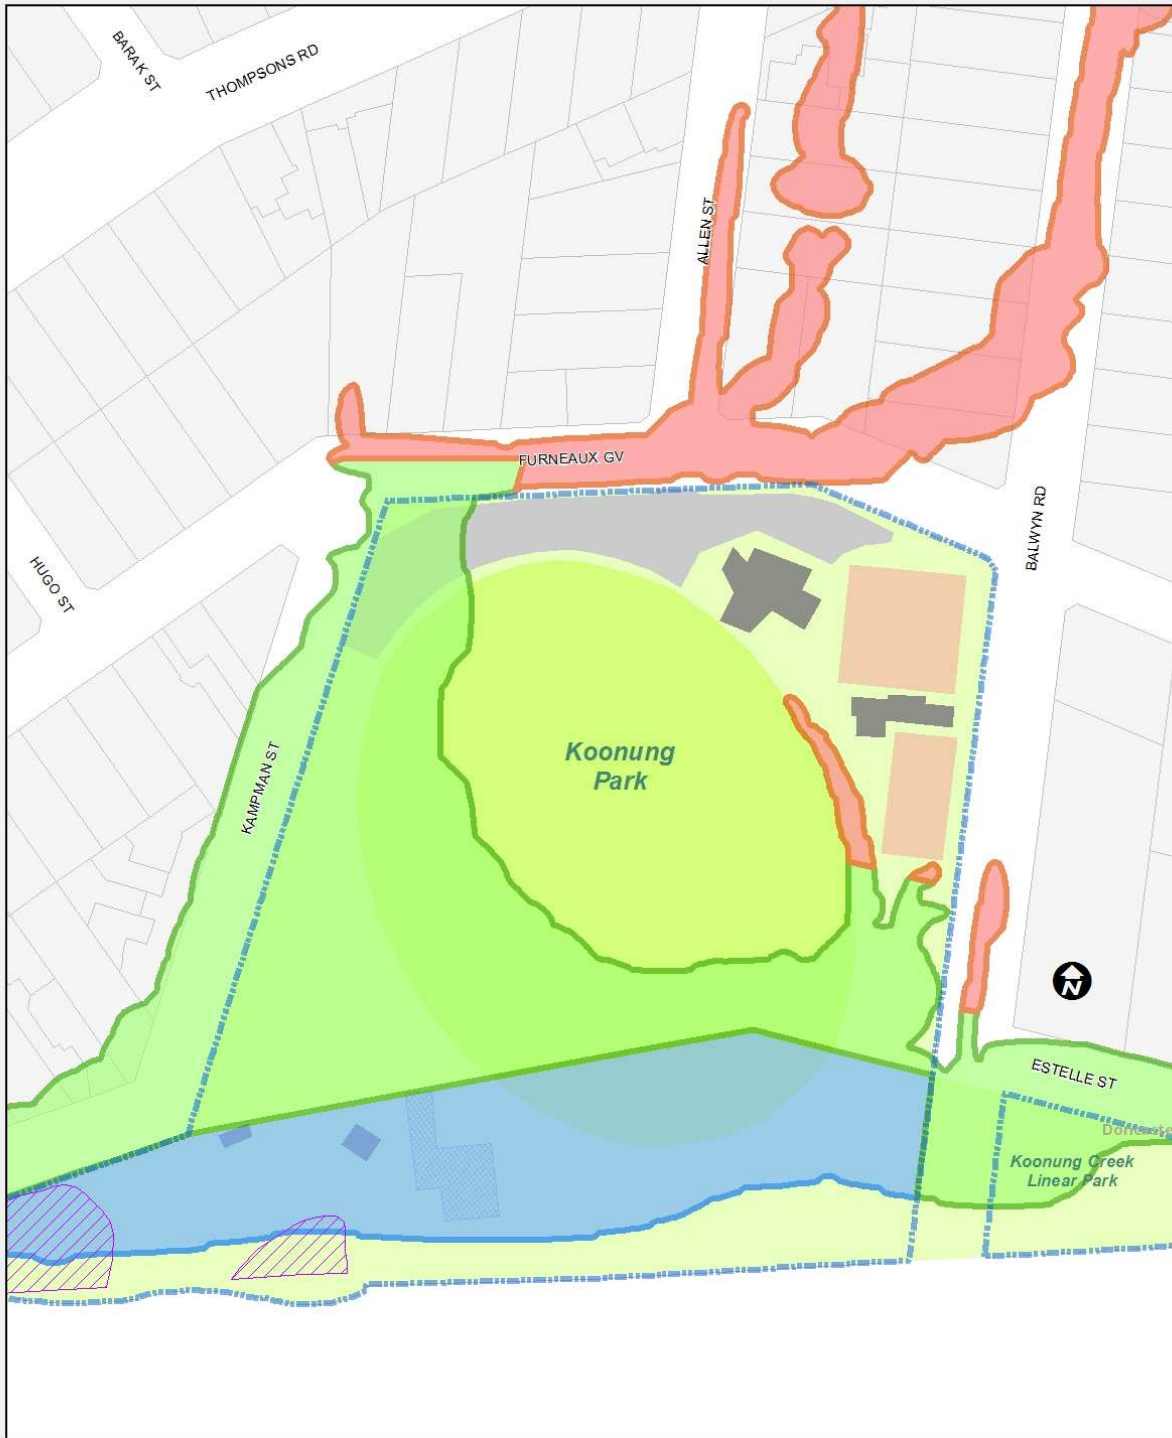 BARAK ST
THOMPSONS RD
ALLEN ST
FURNEAUX GV
BALWYN RD
HUGO ST
Koonung
Park
KAMPMAN ST
N
ESTELLE ST
Koonung Creek
Linear Park